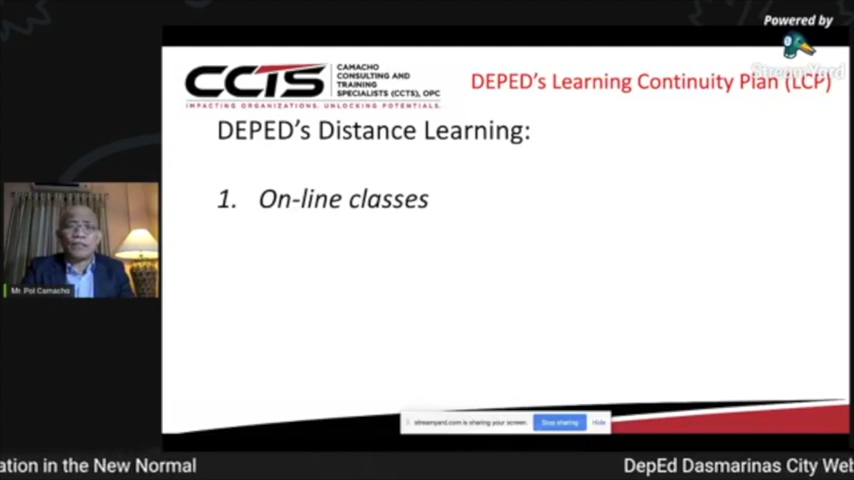 Powered by
StreamYard
CCTS
CAMACHO
CONSULTING AND
TRAINING
SPECIALISTS (CCTS), OPC
IMPACTING ORGANIZATIONS. UNLOCKING POTENTIALS.
DEPED's Learning Continuity Plan (LCP)
DEPED's Distance Learning:
1. On-line classes
Mr. Pol Camacho
streamyard.com is sharing your screen.
Stop sharing
Hide
ation in the New Normal
DepEd Dasmarinas City Web